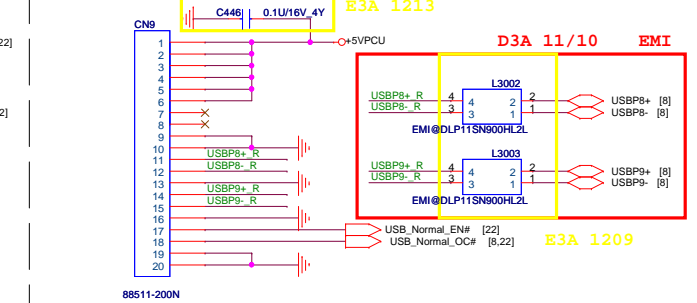 C446 0.1U/16V_4Y E3A 1213
CN9
22]
+5VPCU
D3A 11/10 EMI
1
2
3
4
5
6
7
8
9
10
11 USBP8+_R
12 USBP8-_R
13
14 USBP9+_R
15 USBP9-_R
16
17 USB_Normal_EN# [22]
18 USB_Normal_OC# [8,22]
19
20
88511-200N
2]
L3002
USBP8+_R 4 4 2 2 USBP8+ [8]
USBP8-_R 3 3 1 1 USBP8- [8]
EMI@DLP11SN900HL2L
L3003
USBP9+_R 4 4 2 2 USBP9+ [8]
USBP9-_R 3 3 1 1 USBP9- [8]
EMI@DLP11SN900HL2L
E3A 1209